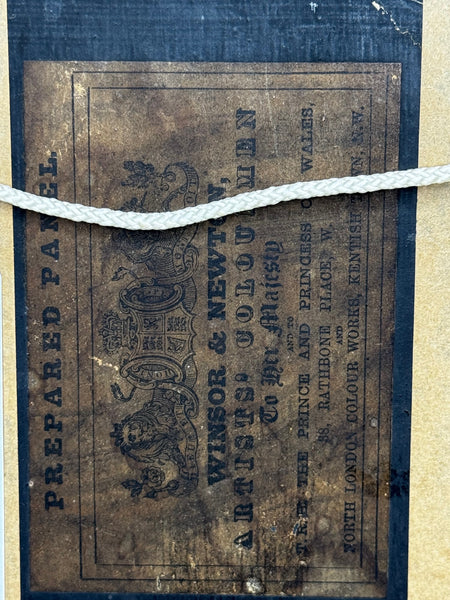 PREPARED PANEL.
WINSOR & NEWTON,
ARTISTS' COLOURMEN
To Her Majesty
AND TO
T.R.H. THE PRINCE AND PRINCESS OF WALES,
38, RATHBONE PLACE, W.
AND
NORTH LONDON COLOUR WORKS, KENTISH TOWN, N.W.